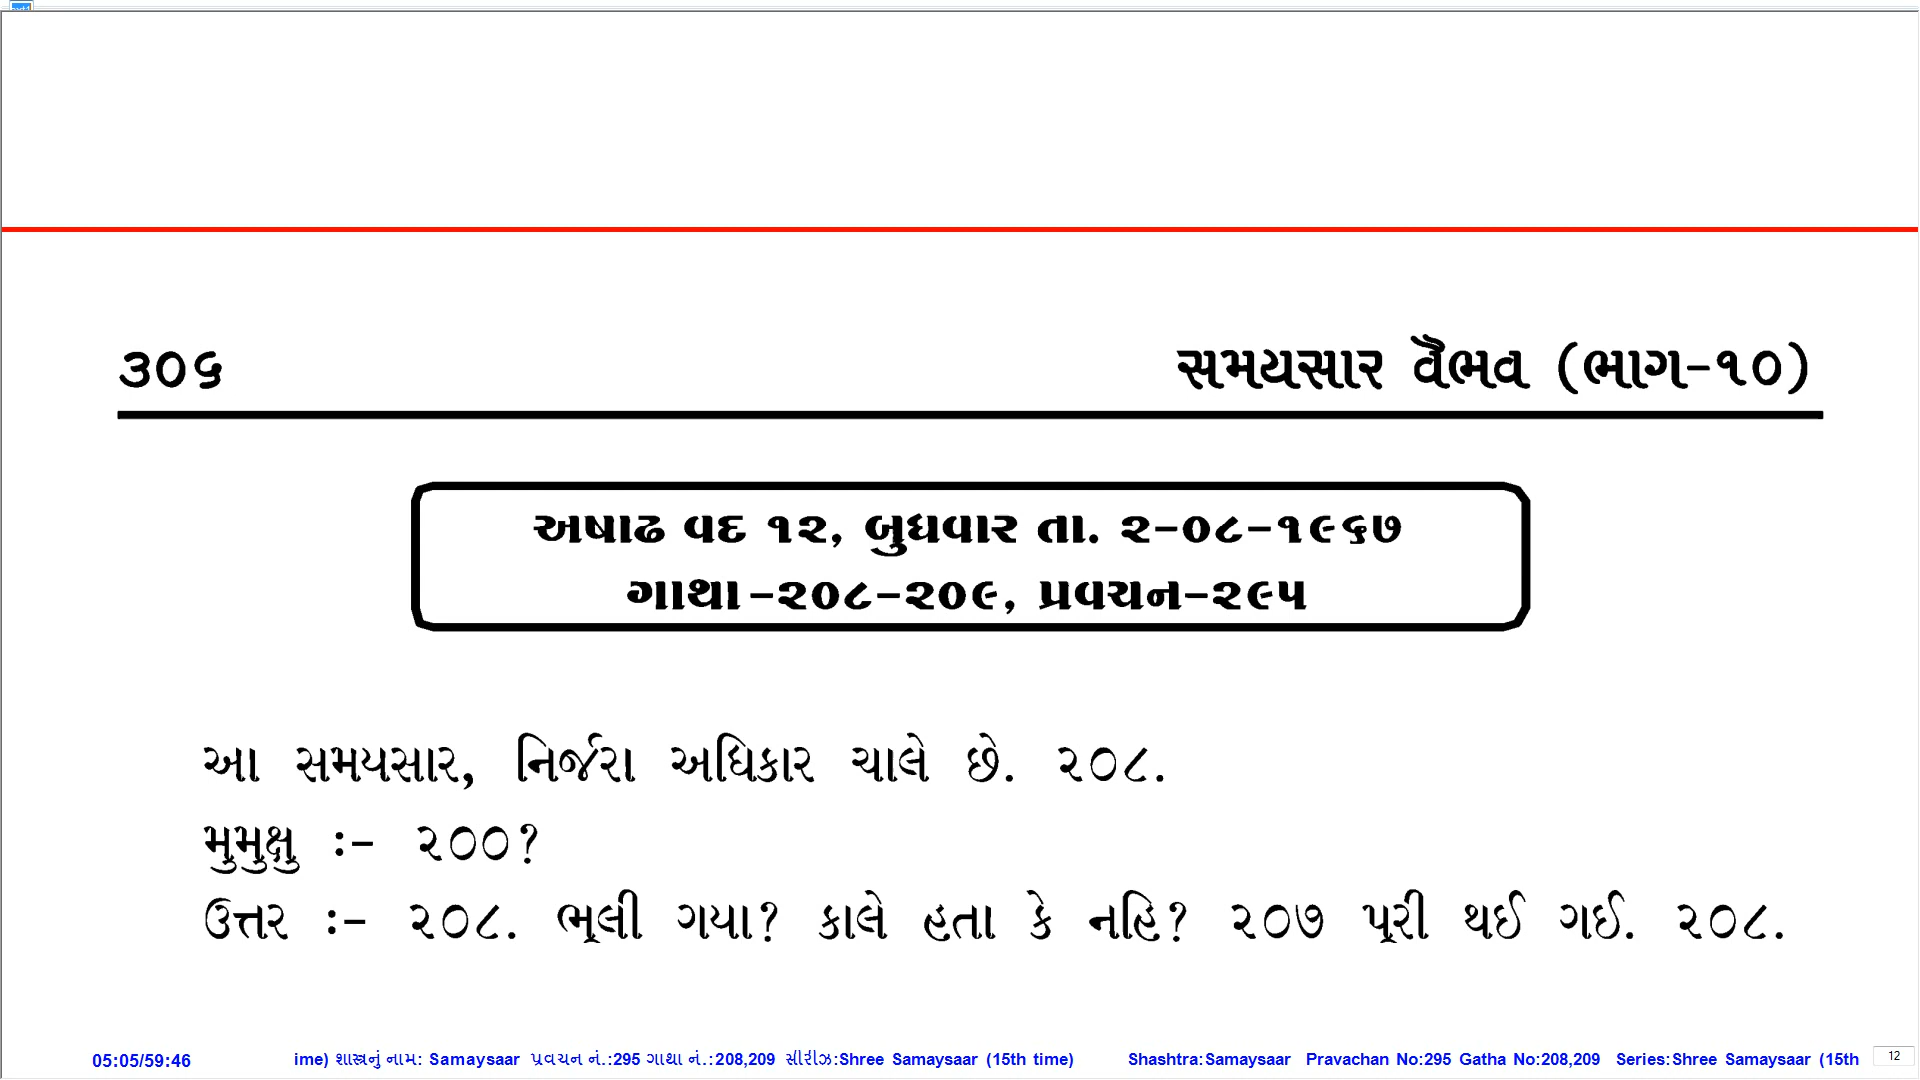 ૩૦૬ સમયસાર વૈભવ (ભાગ-૧૦)
અષાઢ વદ ૧૨, બુધવાર તા. ૨-૦૮-૧૯૬૭
ગાથા-૨૦૮-૨૦૯, પ્રવચન-૨૯૫
આ સમયસાર, નિર્જરા અધિકાર ચાલે છે. ૨૦૮.
મુમુક્ષુ :- ૨૦૦?
ઉત્તર :- ૨૦૮. ભૂલી ગયા? કાલે હતા કે નહિ? ૨૦૭ પૂરી થઈ ગઈ. ૨૦૮.
05:05/59:46 ime) શાસ્ત્રનું નામ: Samaysaar પ્રવચન નં.:295 ગાથા નં.:208,209 સીરીઝ:Shree Samaysaar (15th time) Shashtra:Samaysaar Pravachan No:295 Gatha No:208,209 Series:Shree Samaysaar (15th 12